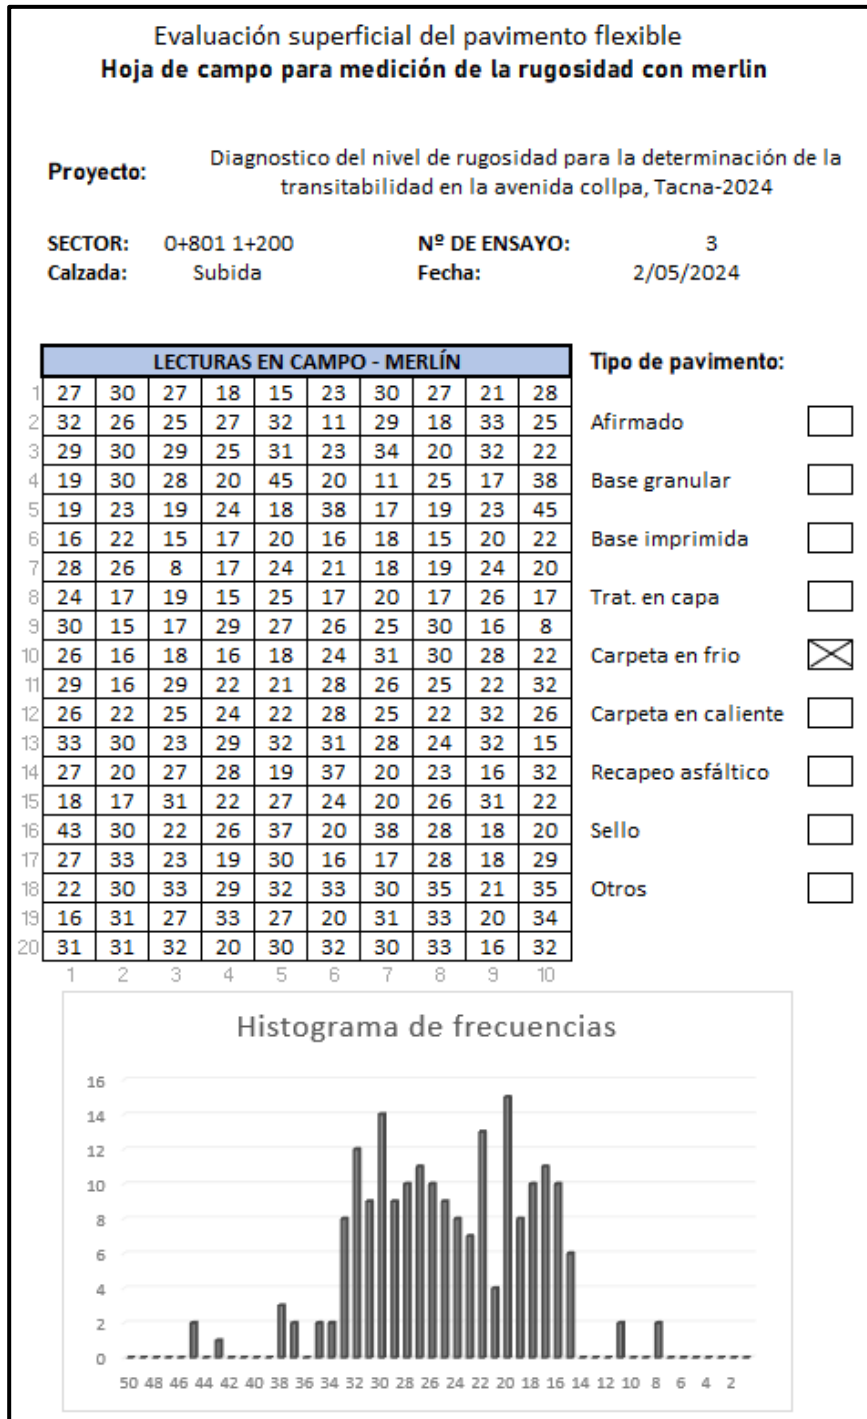 Evaluación superficial del pavimento flexible
Hoja de campo para medición de la rugosidad con merlin
Proyecto: Diagnostico del nivel de rugosidad para la determinación de la
transitabilidad en la avenida collpa, Tacna-2024
SECTOR: 0+801 1+200 Nº DE ENSAYO: 3
Calzada: Subida Fecha: 2/05/2024
LECTURAS EN CAMPO - MERLÍN
1 27 30 27 18 15 23 30 27 21 28
2 32 26 25 27 32 11 29 18 33 25
3 29 30 29 25 31 23 34 20 32 22
4 19 30 28 20 45 20 11 25 17 38
5 19 23 19 24 18 38 17 19 23 45
6 16 22 15 17 20 16 18 15 20 22
7 28 26 8 17 24 21 18 19 24 20
8 24 17 19 15 25 17 20 17 26 17
9 30 15 17 29 27 26 25 30 16 8
10 26 16 18 16 18 24 31 30 28 22
11 29 16 29 22 21 28 26 25 22 32
12 26 22 25 24 22 28 25 22 32 26
13 33 30 23 29 32 31 28 24 32 15
14 27 20 27 28 19 37 20 23 16 32
15 18 17 31 22 27 24 20 26 31 22
16 43 30 22 26 37 20 38 28 18 20
17 27 33 23 19 30 16 17 28 18 29
18 22 30 33 29 32 33 30 35 21 35
19 16 31 27 33 27 20 31 33 20 34
20 31 31 32 20 30 32 30 33 16 32
1 2 3 4 5 6 7 8 9 10
Tipo de pavimento:
Afirmado
Base granular
Base imprimida
Trat. en capa
Carpeta en frio
Carpeta en caliente
Recapeo asfáltico
Sello
Otros
Histograma de frecuencias
16
14
12
10
8
6
4
2
0
50 48 46 44 42 40 38 36 34 32 30 28 26 24 22 20 18 16 14 12 10 8 6 4 2